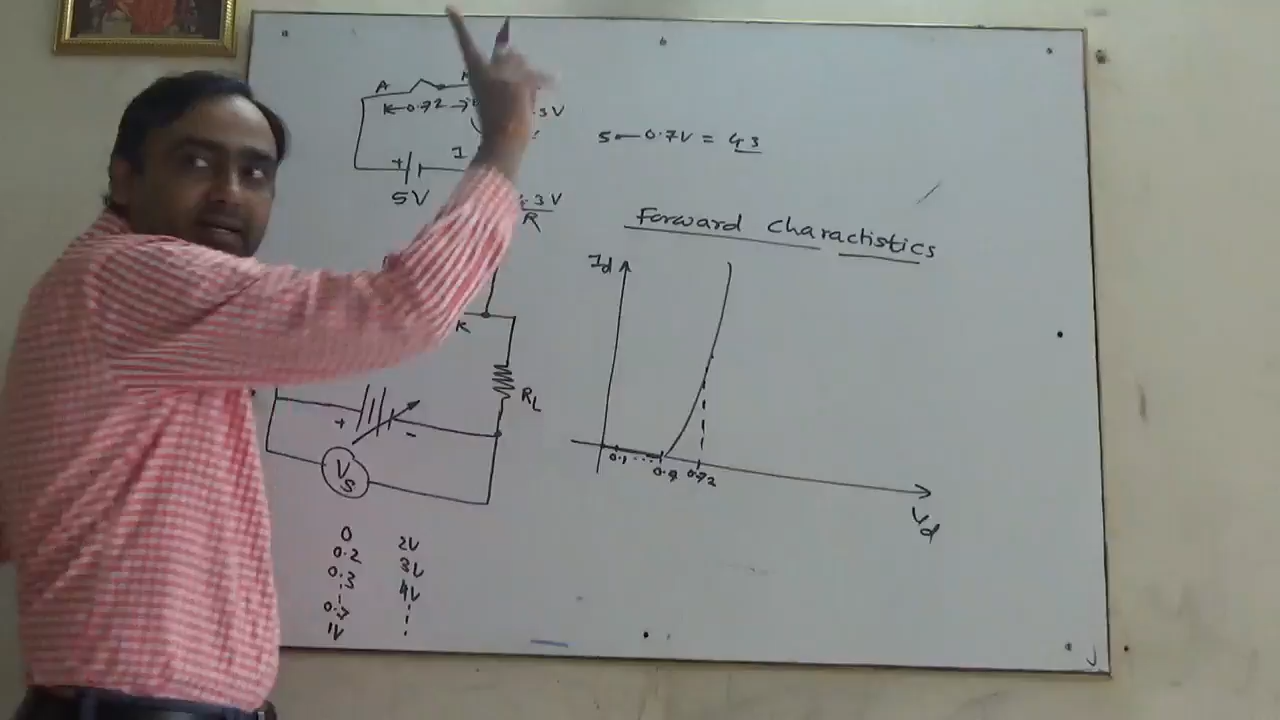 A
K 0.72
.3V
+
I
5V
.3V
R
5 — 0.7V = 4.3
Forward charactistics
Id
K
RL
+
-
Vs
0.1 ....
0.7
0.72
Vd
0
0.2
0.3
0.7
1V
2V
3V
4V